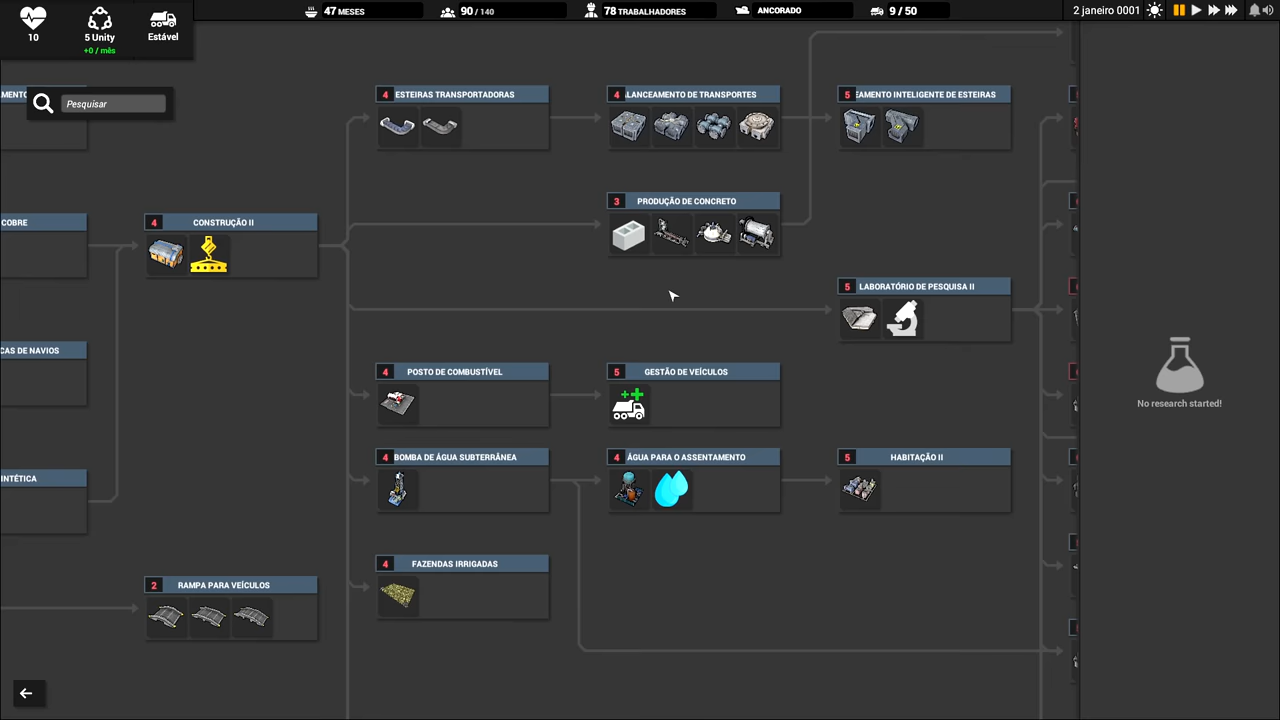 47 MESES
90 / 140
78 TRABALHADORES
ANCORADO
9 / 50
2 janeiro 0001
10
5 Unity
+0 / mês
Estável
Pesquisar
4 ESTEIRAS TRANSPORTADORAS
4 LANCEAMENTO DE TRANSPORTES
5 EAMENTO INTELIGENTE DE ESTEIRAS
3 PRODUÇÃO DE CONCRETO
COBRE
4 CONSTRUÇÃO II
5 LABORATÓRIO DE PESQUISA II
CAS DE NAVIOS
4 POSTO DE COMBUSTÍVEL
5 GESTÃO DE VEÍCULOS
No research started!
4 BOMBA DE ÁGUA SUBTERRÂNEA
4 ÁGUA PARA O ASSENTAMENTO
5 HABITAÇÃO II
INTÉTICA
4 FAZENDAS IRRIGADAS
2 RAMPA PARA VEÍCULOS